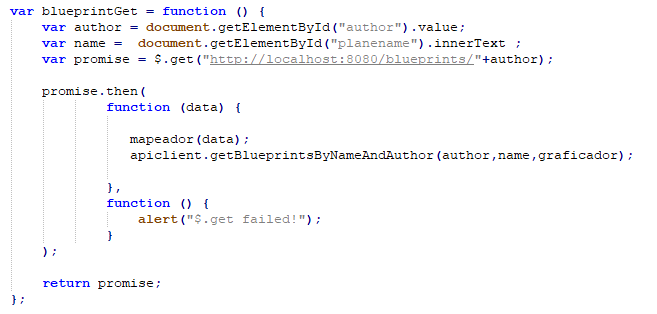 var blueprintGet = function () {
    var author = document.getElementById("author").value;
    var name =  document.getElementById("planename").innerText ;
    var promise = $.get("http://localhost:8080/blueprints/"+author);

    promise.then(
            function (data) {

               mapeador(data);
               apiclient.getBlueprintsByNameAndAuthor(author,name,graficador);

            },
            function () {
                alert("$.get failed!");
            }
    );

    return promise;
};